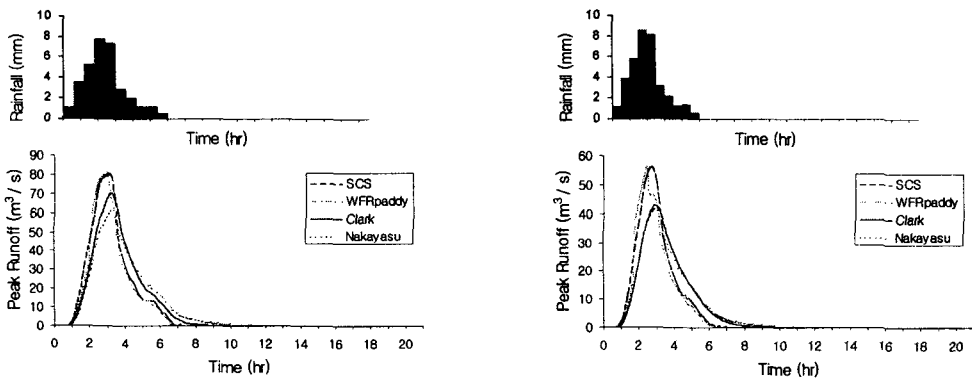 10
8
6
4
2
0
Rainfall (mm)
Time (hr)
90
80
70
60
50
40
30
20
10
0
Peak Runoff (m³ / s)
SCS
WFRpaddy
Clark
Nakayasu
0 2 4 6 8 10 12 14 16 18 20
Time (hr)
10
8
6
4
2
0
Rainfall (mm)
Time (hr)
60
50
40
30
20
10
0
Peak Runoff (m³ / s)
SCS
WFRpaddy
Clark
Nakayasu
0 2 4 6 8 10 12 14 16 18 20
Time (hr)